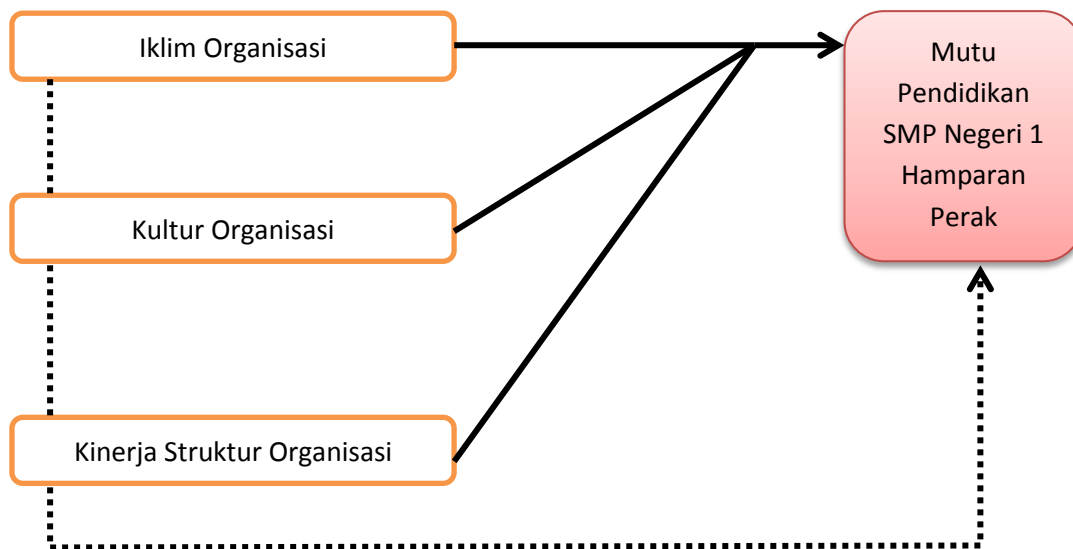 Iklim Organisasi
Kultur Organisasi
Kinerja Struktur Organisasi
Mutu
Pendidikan
SMP Negeri 1
Hamparan
Perak